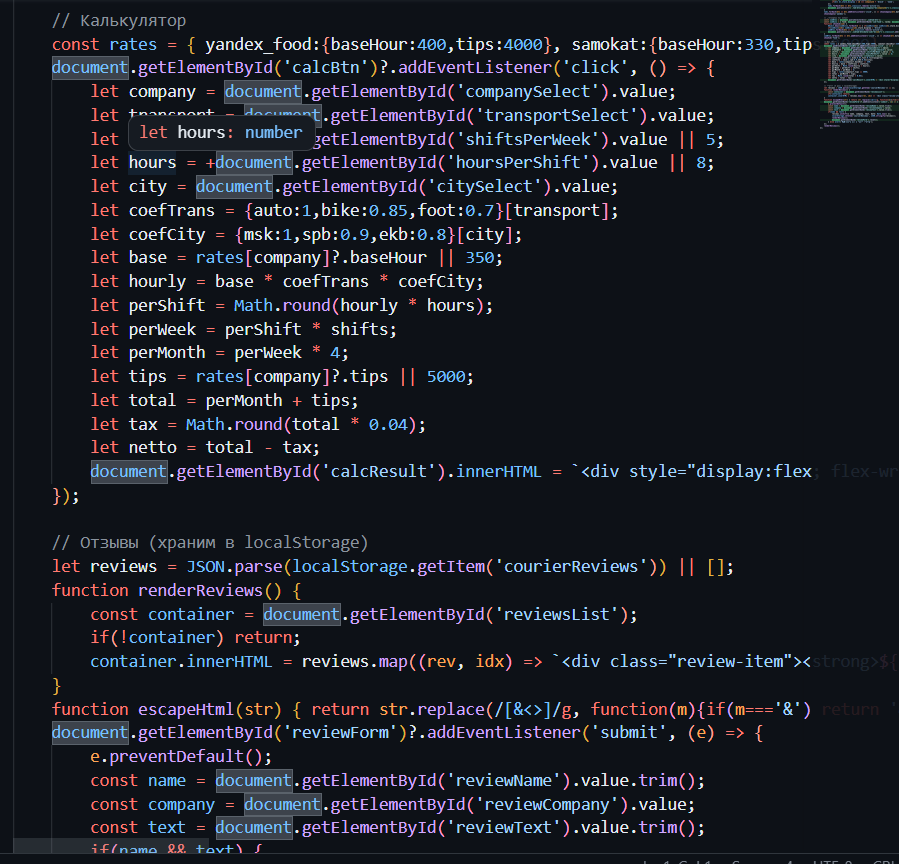 // Калькулятор
const rates = { yandex_food:{baseHour:400,tips:4000}, samokat:{baseHour:330,tip
document.getElementById('calcBtn')?.addEventListener('click', () => {
let company = document.getElementById('companySelect').value;
let transport = document.getElementById('transportSelect').value;
let hours: number
let getElementById('shiftsPerWeek').value || 5;
let hours = +document.getElementById('hoursPerShift').value || 8;
let city = document.getElementById('citySelect').value;
let coefTrans = {auto:1,bike:0.85,foot:0.7}[transport];
let coefCity = {msk:1,spb:0.9,ekb:0.8}[city];
let base = rates[company]?.baseHour || 350;
let hourly = base * coefTrans * coefCity;
let perShift = Math.round(hourly * hours);
let perWeek = perShift * shifts;
let perMonth = perWeek * 4;
let tips = rates[company]?.tips || 5000;
let total = perMonth + tips;
let tax = Math.round(total * 0.04);
let netto = total - tax;
document.getElementById('calcResult').innerHTML = `<div style="display:flex; flex-wr
});
// Отзывы (храним в localStorage)
let reviews = JSON.parse(localStorage.getItem('courierReviews')) || [];
function renderReviews() {
const container = document.getElementById('reviewsList');
if(!container) return;
container.innerHTML = reviews.map((rev, idx) => `<div class="review-item"><strong>${
}
function escapeHtml(str) { return str.replace(/[&<>]/g, function(m){if(m==='&') return '
document.getElementById('reviewForm')?.addEventListener('submit', (e) => {
e.preventDefault();
const name = document.getElementById('reviewName').value.trim();
const company = document.getElementById('reviewCompany').value;
const text = document.getElementById('reviewText').value.trim();
if(name && text) {